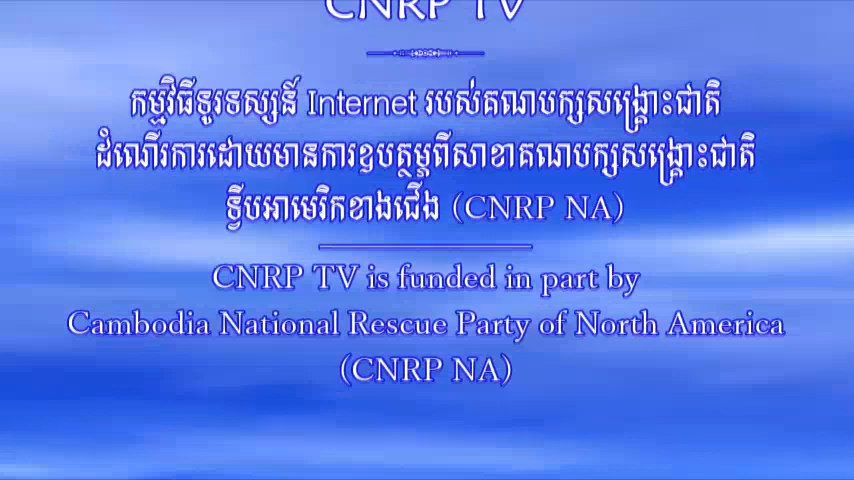 CNRP TV
កម្មវិធីទូរទស្សន៍ Internet របស់គណបក្សសង្គ្រោះជាតិ
ដំណើរការដោយមានការឧបត្ថម្ភពីសាខាគណបក្សសង្គ្រោះជាតិ
ទ្វីបអាមេរិកខាងជើង (CNRP NA)
CNRP TV is funded in part by
Cambodia National Rescue Party of North America
(CNRP NA)